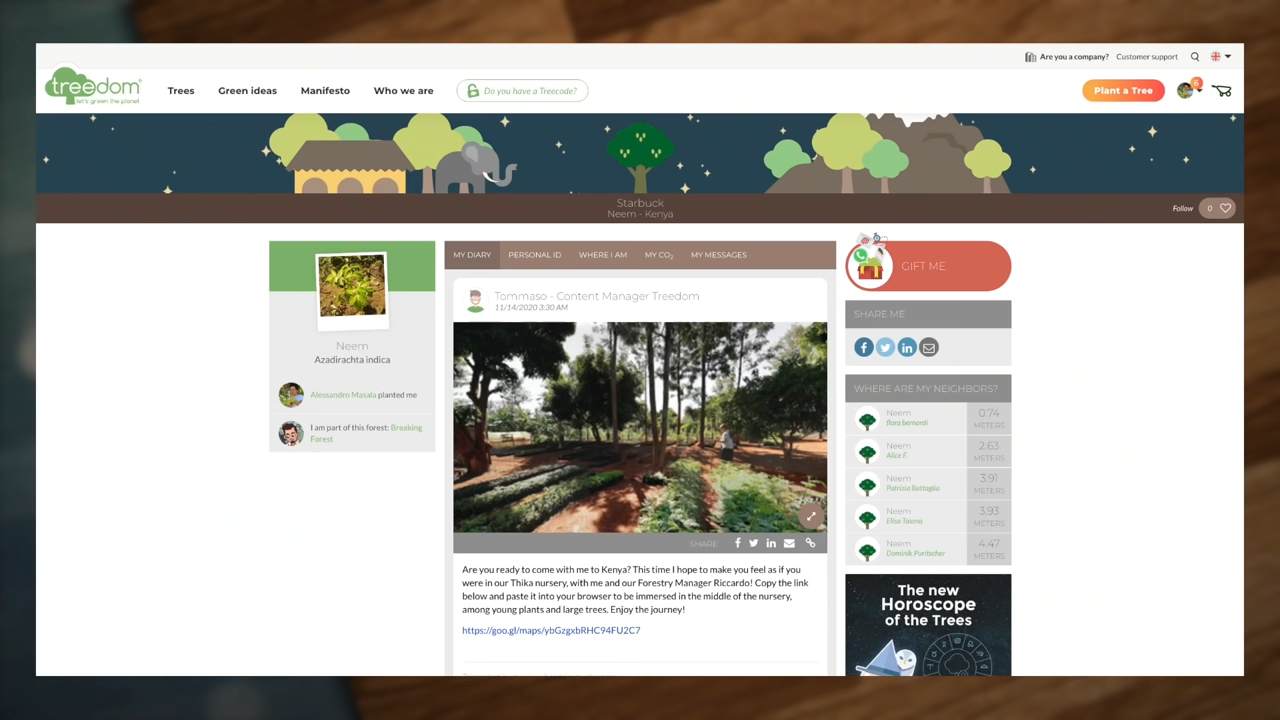 Are you a company? Customer support
treedom
let's green the planet
Trees Green ideas Manifesto Who we are Do you have a Treecode? Plant a Tree 6
Starbuck
Neem - Kenya
Follow 0
Neem
Azadirachta indica
Alessandro Masala planted me
I am part of this forest: Breaking
Forest
MY DIARY PERSONAL ID WHERE I AM MY CO₂ MY MESSAGES
Tommaso - Content Manager Treedom
11/14/2020 3:30 AM
SHARE
Are you ready to come with me to Kenya? This time I hope to make you feel as if you
were in our Thika nursery, with me and our Forestry Manager Riccardo! Copy the link
below and paste it into your browser to be immersed in the middle of the nursery,
among young plants and large trees. Enjoy the journey!
https://goo.gl/maps/ybGzgxbRHC94FU2C7
GIFT ME
SHARE ME
WHERE ARE MY NEIGHBORS?
Neem 0.74
flora bernardi METERS
Neem 2.63
Alice F. METERS
Neem 3.91
Patrizia Battaglia METERS
Neem 3.93
Elisa Taiana METERS
Neem 4.47
Dominik Purtscher METERS
The new
Horoscope
of the Trees